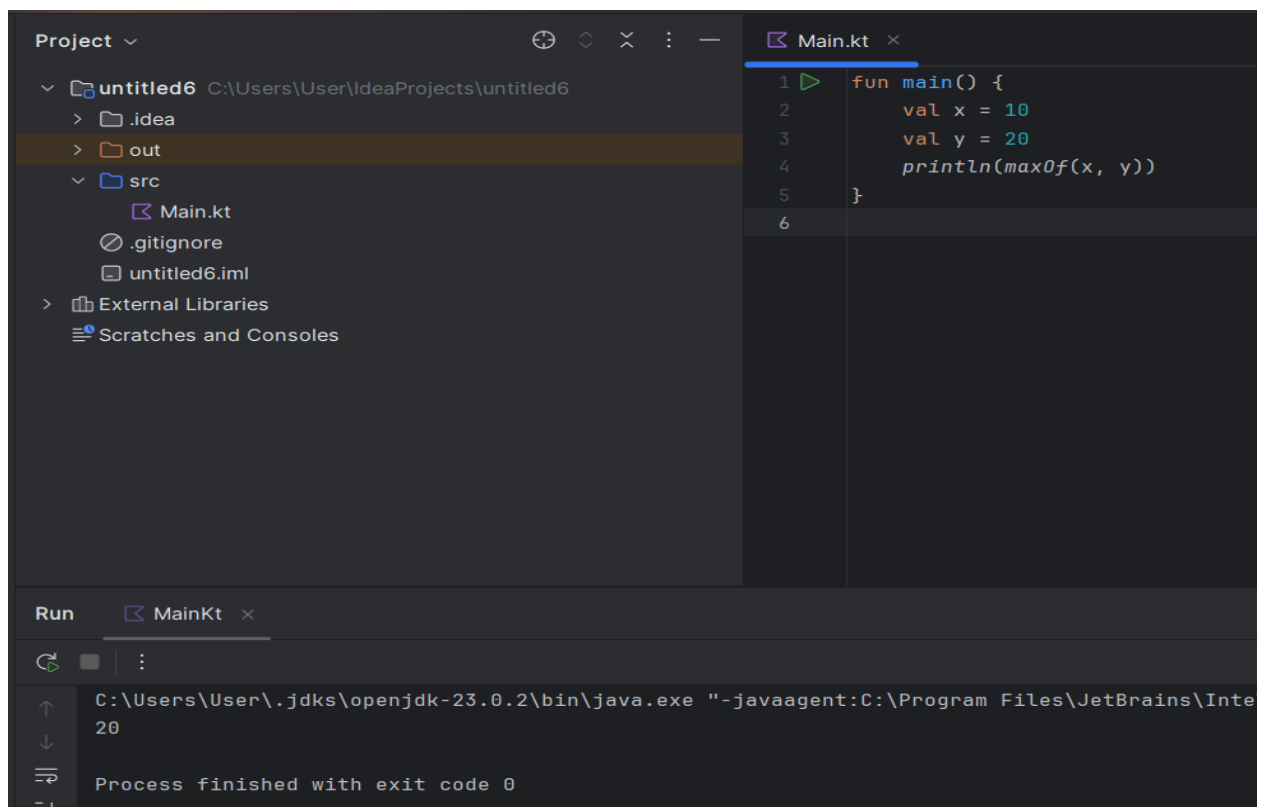 Project
untitled6 C:\Users\User\IdeaProjects\untitled6
.idea
out
src
Main.kt
.gitignore
untitled6.iml
External Libraries
Scratches and Consoles
Main.kt
1 fun main() {
2 val x = 10
3 val y = 20
4 println(maxOf(x, y))
5 }
6
Run MainKt
C:\Users\User\.jdks\openjdk-23.0.2\bin\java.exe "-javaagent:C:\Program Files\JetBrains\Inte
20
Process finished with exit code 0